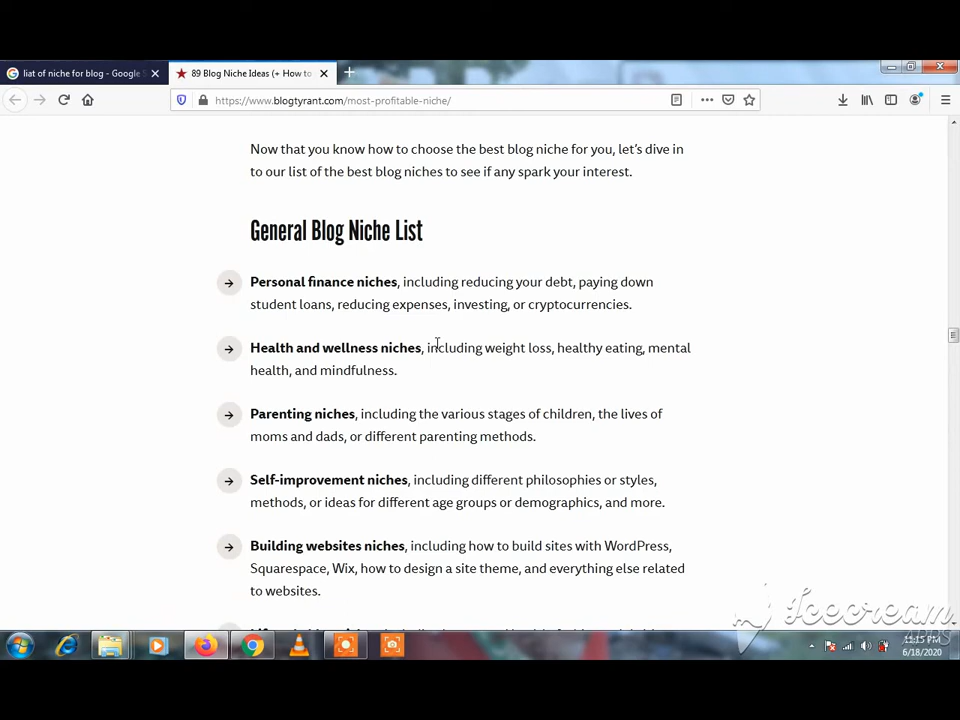 liat of niche for blog - Google S
89 Blog Niche Ideas (+ How to
https://www.blogtyrant.com/most-profitable-niche/
Now that you know how to choose the best blog niche for you, let's dive in
to our list of the best blog niches to see if any spark your interest.
General Blog Niche List
Personal finance niches, including reducing your debt, paying down
student loans, reducing expenses, investing, or cryptocurrencies.
Health and wellness niches, including weight loss, healthy eating, mental
health, and mindfulness.
Parenting niches, including the various stages of children, the lives of
moms and dads, or different parenting methods.
Self-improvement niches, including different philosophies or styles,
methods, or ideas for different age groups or demographics, and more.
Building websites niches, including how to build sites with WordPress,
Squarespace, Wix, how to design a site theme, and everything else related
to websites.
Icecream
APPS
11:15 PM
6/18/2020